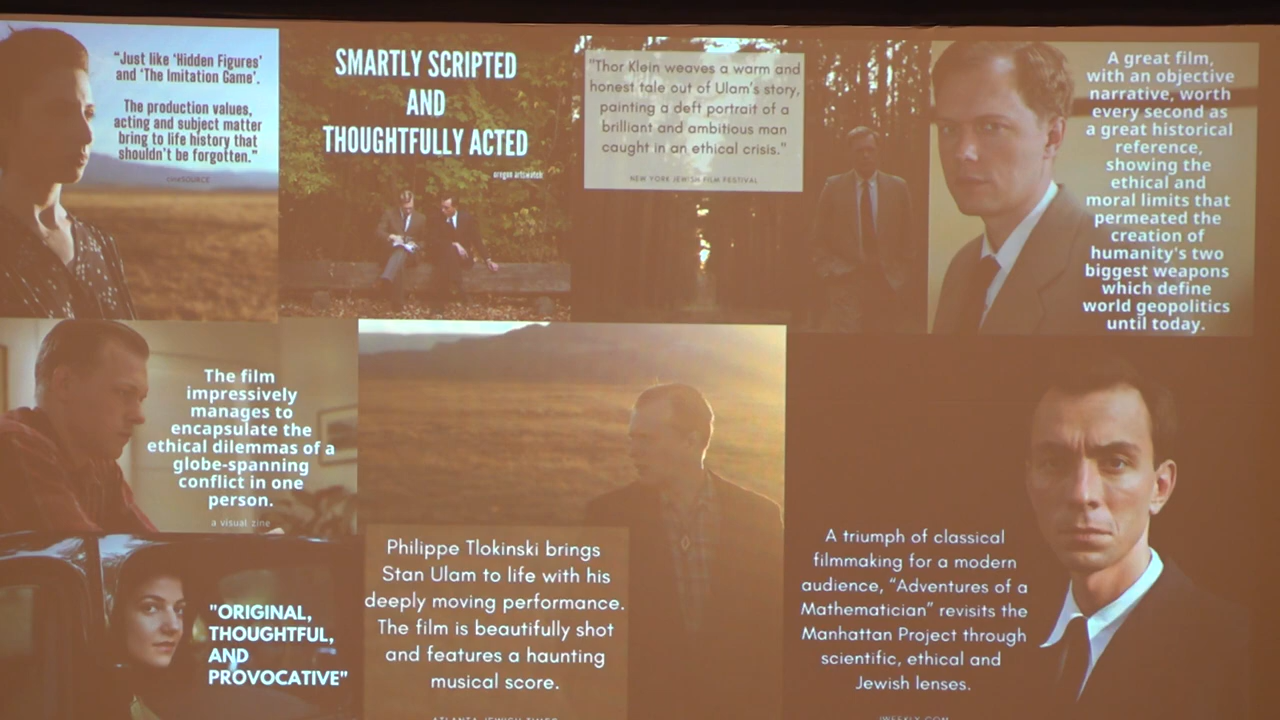 “Just like ‘Hidden Figures’
and ‘The Imitation Game’.
The production values,
acting and subject matter
bring to life history that
shouldn’t be forgotten.”
cineSOURCE
SMARTLY SCRIPTED
AND
THOUGHTFULLY ACTED
oregon artswatch
"Thor Klein weaves a warm and
honest tale out of Ulam's story,
painting a deft portrait of a
brilliant and ambitious man
caught in an ethical crisis."
NEW YORK JEWISH FILM FESTIVAL
A great film,
with an objective
narrative, worth
every second as
a great historical
reference,
showing the
ethical and
moral limits that
permeated the
creation of
humanity's two
biggest weapons
which define
world geopolitics
until today.
The film
impressively
manages to
encapsulate the
ethical dilemmas of a
globe-spanning
conflict in one
person.
a visual zine
"ORIGINAL,
THOUGHTFUL,
AND
PROVOCATIVE"
Philippe Tlokinski brings
Stan Ulam to life with his
deeply moving performance.
The film is beautifully shot
and features a haunting
musical score.
ATLANTA JEWISH TIMES
A triumph of classical
filmmaking for a modern
audience, “Adventures of a
Mathematician” revisits the
Manhattan Project through
scientific, ethical and
Jewish lenses.
JWEEKLY.COM